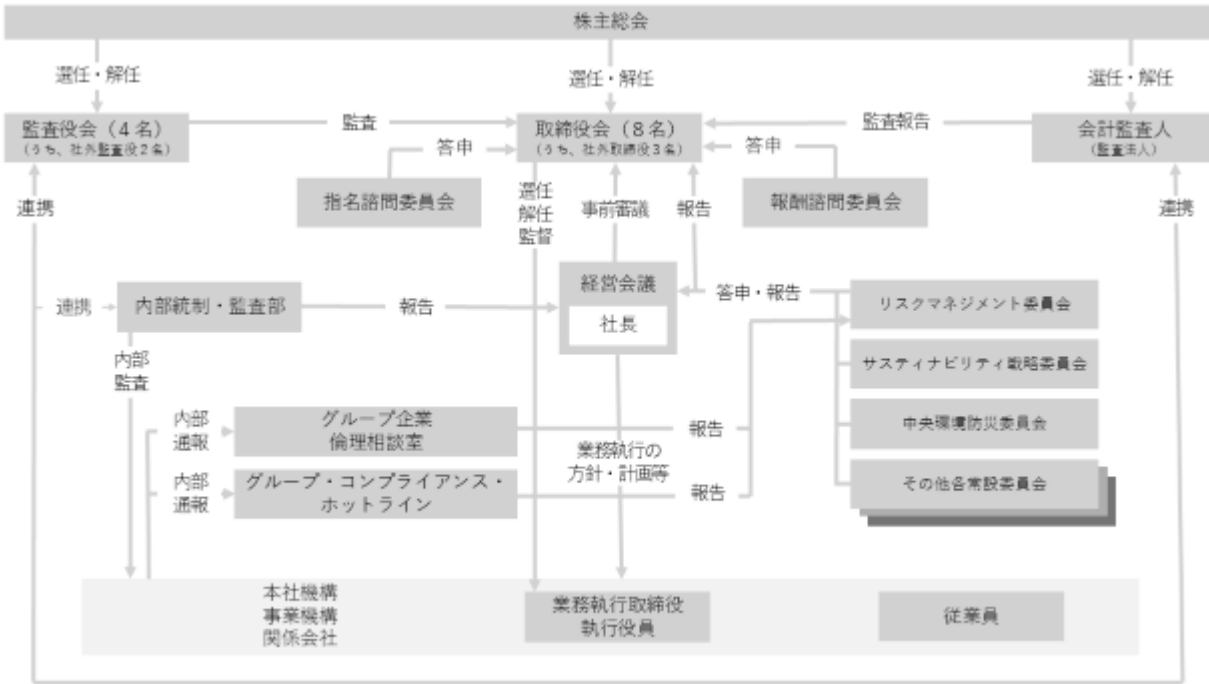 株主総会
選任・解任
選任・解任
選任・解任
監査役会（4名）
（うち、社外監査役2名）
監査
取締役会（8名）
（うち、社外取締役3名）
監査報告
会計監査人
（監査法人）
答申
答申
指名諮問委員会
報酬諮問委員会
連携
選任
解任
監督
事前審議
報告
連携
経営会議
社長
連携
内部統制・監査部
報告
答申・報告
リスクマネジメント委員会
サスティナビリティ戦略委員会
中央環境防災委員会
その他各常設委員会
内部
監査
内部
通報
グループ企業
倫理相談室
報告
内部
通報
グループ・コンプライアンス・
ホットライン
報告
業務執行の
方針・計画等
本社機構
事業機構
関係会社
業務執行取締役
執行役員
従業員